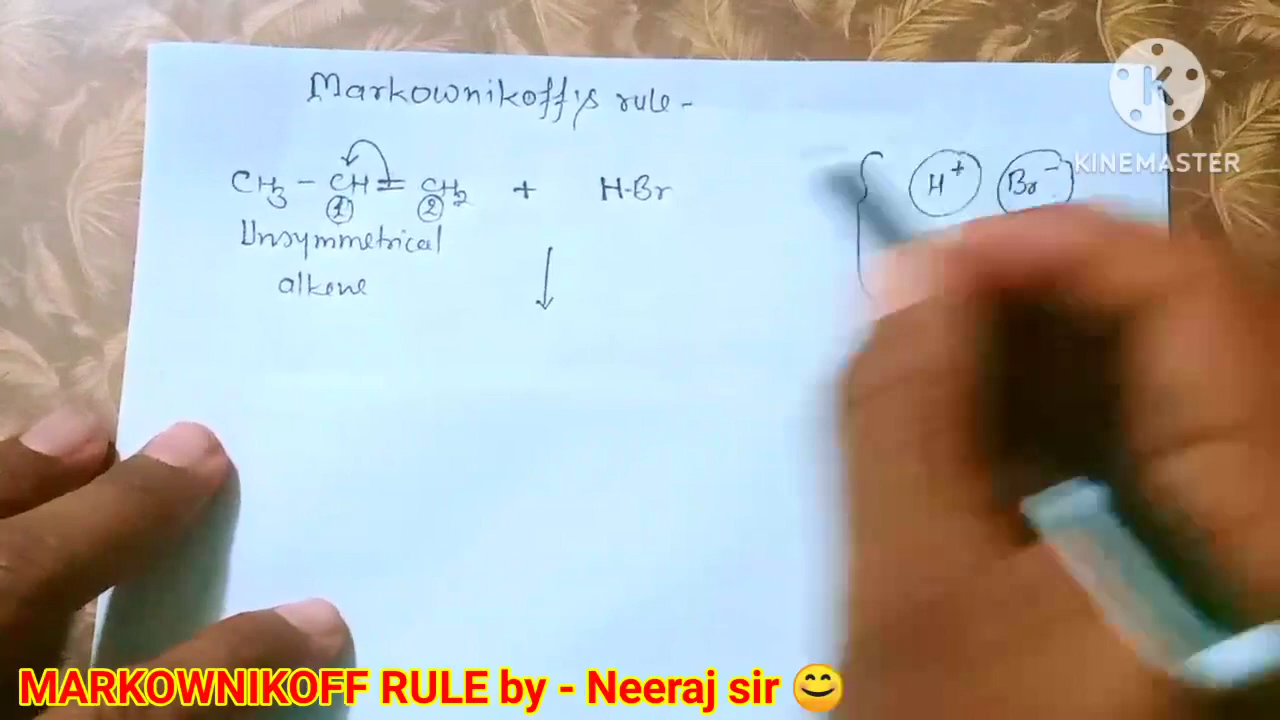 Markownikoff's rule -
CH3 - CH = CH2 + H-Br
1 2
Unsymmetrical
alkene
H+ Br-
K
KINEMASTER
MARKOWNIKOFF RULE by - Neeraj sir 😊